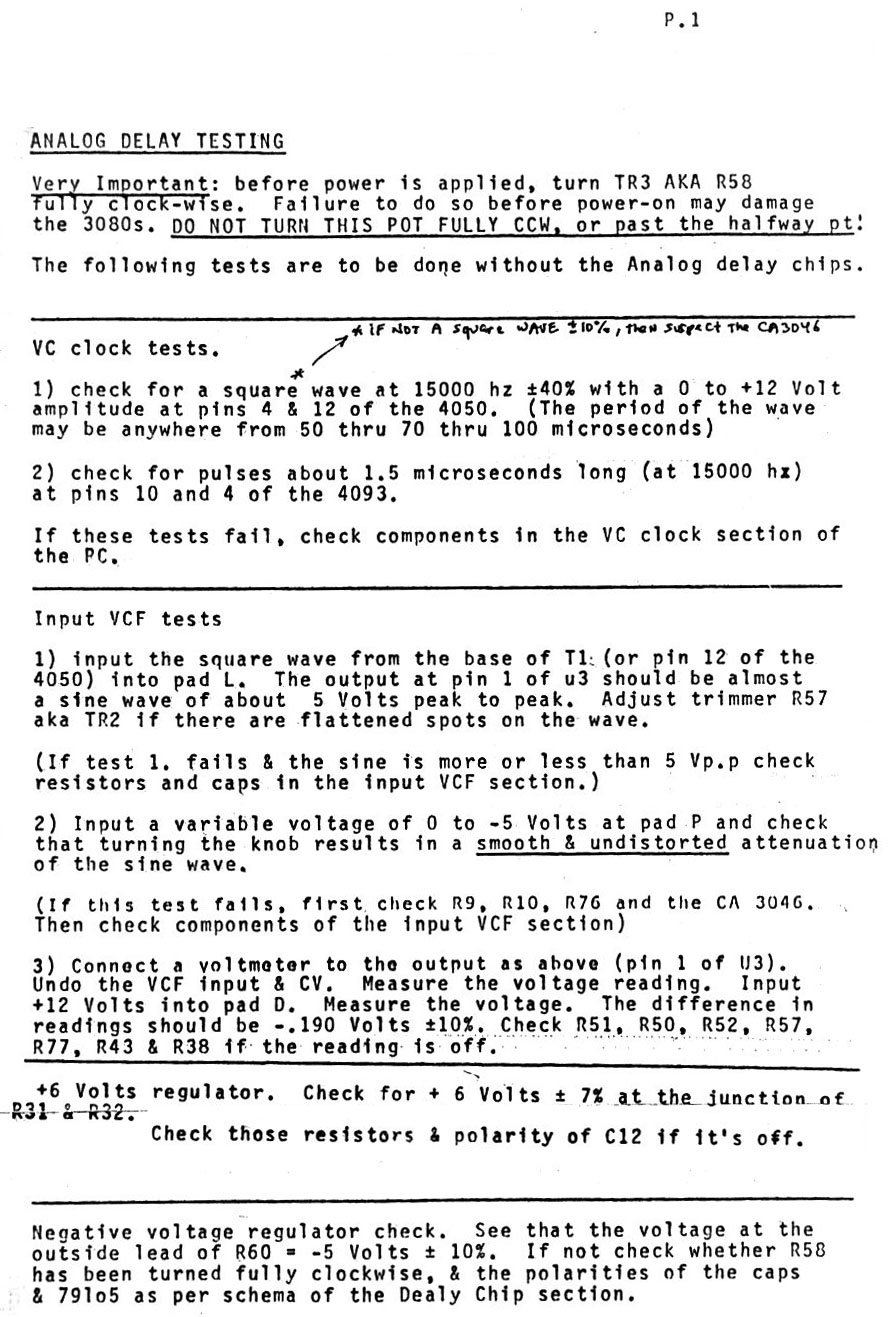 P.1
ANALOG DELAY TESTING
Very Important: before power is applied, turn TR3 AKA R58
fully clock-wise. Failure to do so before power-on may damage
the 3080s. DO NOT TURN THIS POT FULLY CCW, or past the halfway pt!
The following tests are to be done without the Analog delay chips.
* IF NOT A square WAVE ±10%, then suspect the CA3046
VC clock tests.
*
1) check for a square wave at 15000 hz ±40% with a 0 to +12 Volt
amplitude at pins 4 & 12 of the 4050. (The period of the wave
may be anywhere from 50 thru 70 thru 100 microseconds)
2) check for pulses about 1.5 microseconds long (at 15000 hz)
at pins 10 and 4 of the 4093.
If these tests fail, check components in the VC clock section of
the PC.
Input VCF tests
1) input the square wave from the base of T1 (or pin 12 of the
4050) into pad L. The output at pin 1 of u3 should be almost
a sine wave of about 5 Volts peak to peak. Adjust trimmer R57
aka TR2 if there are flattened spots on the wave.
(If test 1. fails & the sine is more or less than 5 Vp.p check
resistors and caps in the input VCF section.)
2) Input a variable voltage of 0 to -5 Volts at pad P and check
that turning the knob results in a smooth & undistorted attenuation
of the sine wave.
(If this test fails, first check R9, R10, R76 and the CA 3046.
Then check components of the input VCF section)
3) Connect a voltmeter to the output as above (pin 1 of U3).
Undo the VCF input & CV. Measure the voltage reading. Input
+12 Volts into pad D. Measure the voltage. The difference in
readings should be -.190 Volts ±10%. Check R51, R50, R52, R57,
R77, R43 & R38 if the reading is off.
+6 Volts regulator. Check for + 6 Volts ± 7% at the junction of
R31 & R32.
Check those resistors & polarity of C12 if it's off.
Negative voltage regulator check. See that the voltage at the
outside lead of R60 = -5 Volts ± 10%. If not check whether R58
has been turned fully clockwise, & the polarities of the caps
& 79lo5 as per schema of the Dealy Chip section.